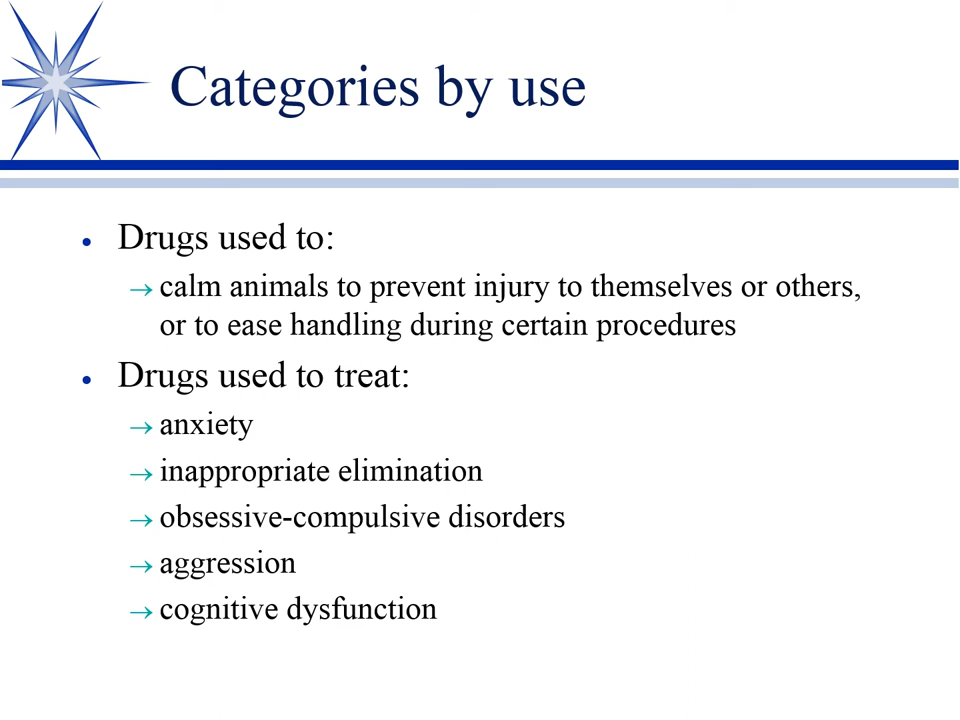 Categories by use
• Drugs used to:
→ calm animals to prevent injury to themselves or others,
or to ease handling during certain procedures
• Drugs used to treat:
→ anxiety
→ inappropriate elimination
→ obsessive-compulsive disorders
→ aggression
→ cognitive dysfunction